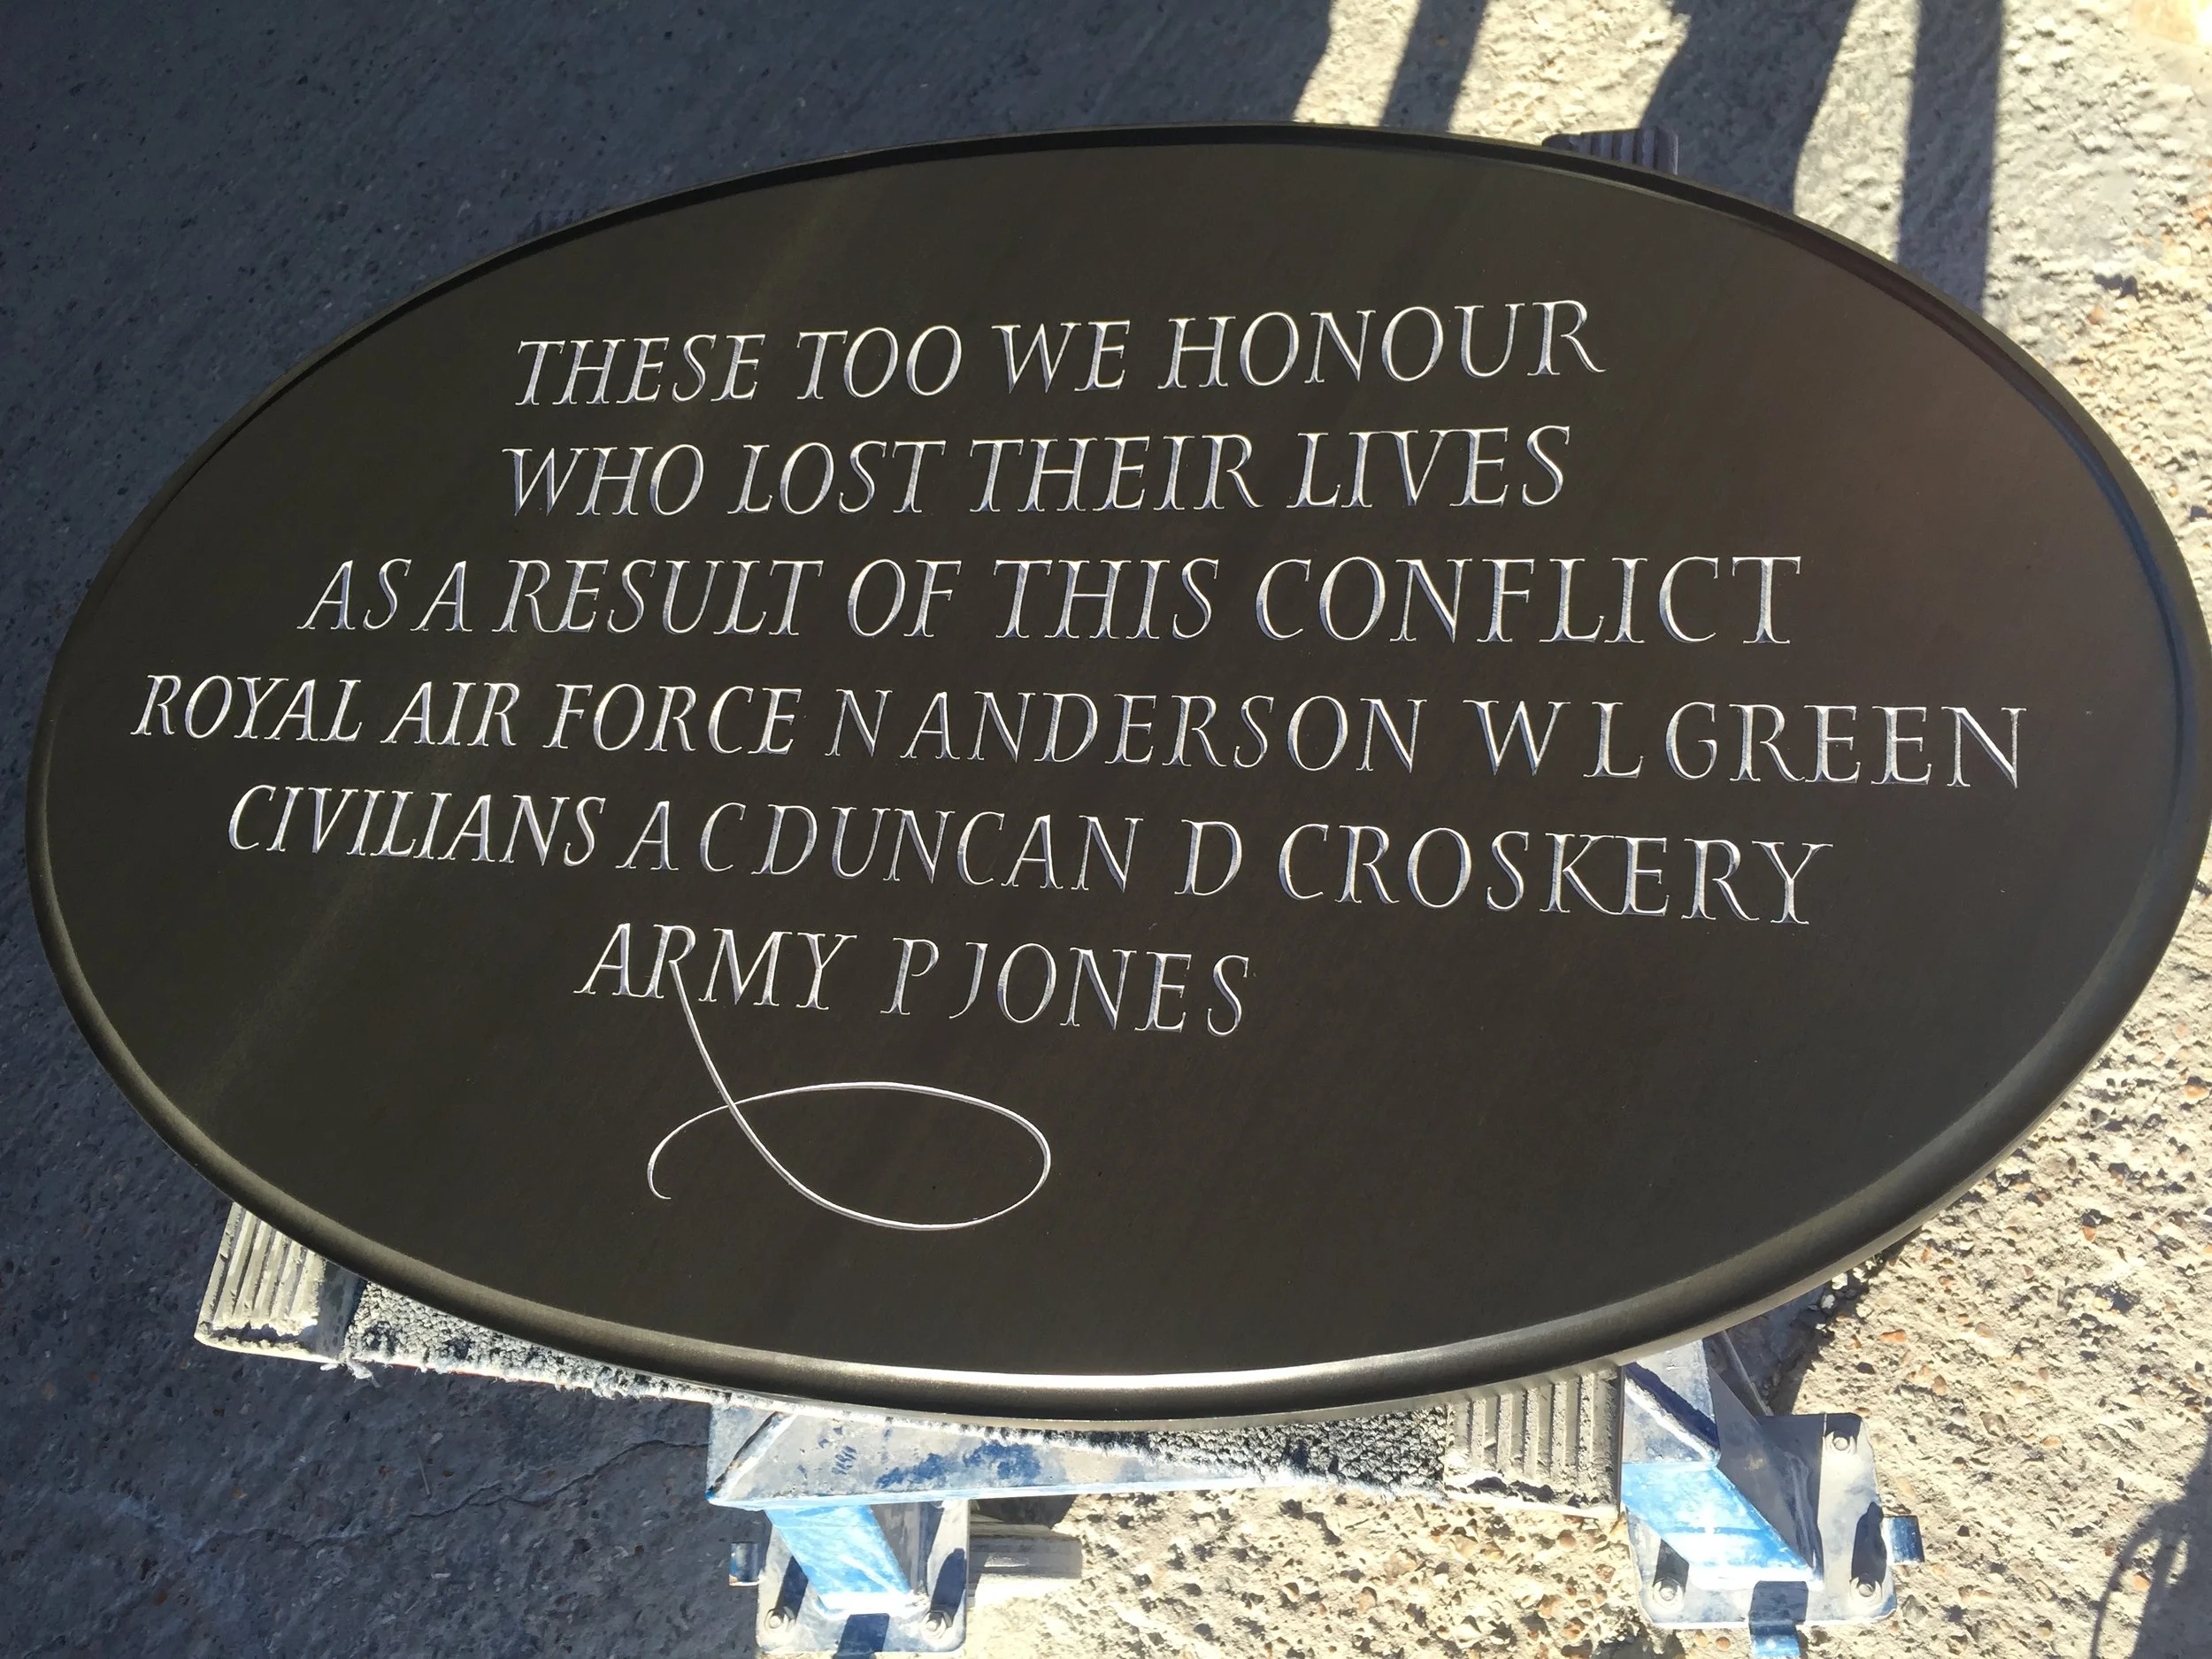 THESE TOO WE HONOUR
WHO LOST THEIR LIVES
AS A RESULT OF THIS CONFLICT
ROYAL AIR FORCE N ANDERSON W L GREEN
CIVILIANS A C DUNCAN D CROSKERY
ARMY P JONES